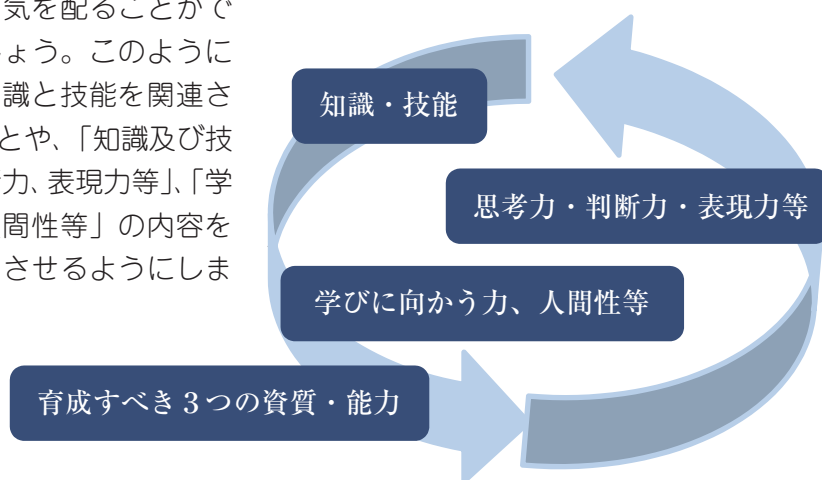 気を配ることがで
ょう。このように
識と技能を関連さ
とや、「知識及び技
力、表現力等」、「学
間性等」の内容を
させるようにしま
知識・技能
思考力・判断力・表現力等
学びに向かう力、人間性等
育成すべき３つの資質・能力